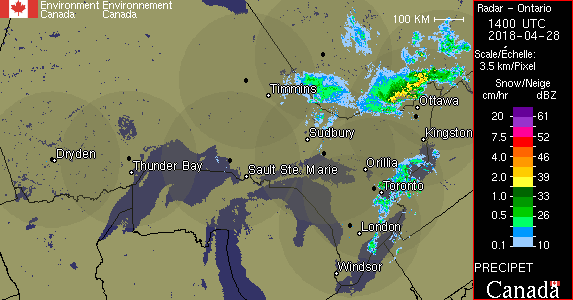 Environment Environnement
Canada Canada
100 KM
Timmins
Ottawa
Sudbury
Kingston
Dryden
Thunder Bay
Sault Ste. Marie
Orillia
Toronto
London
Windsor
Radar - Ontario
1400 UTC
2018-04-28
Scale/Échelle:
3.5 km/Pixel
Snow/Neige
cm/hr dBZ
20 61
7.5 52
4.0 46
2.0 39
1.0 33
0.5 26
0.1 10
PRECIPET
Canada